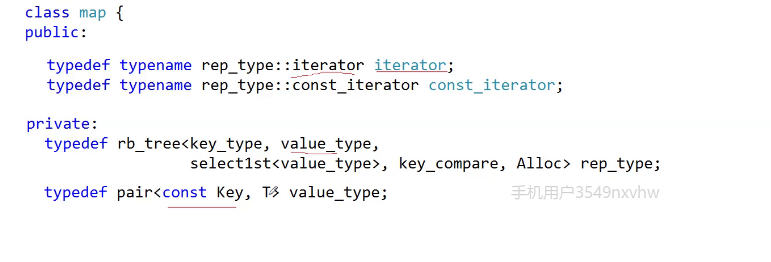 class map {
public:
typedef typename rep_type::iterator iterator;
typedef typename rep_type::const_iterator const_iterator;
private:
typedef rb_tree<key_type, value_type,
select1st<value_type>, key_compare, Alloc> rep_type;
typedef pair<const Key, T> value_type;
手机用户3549nxvhw